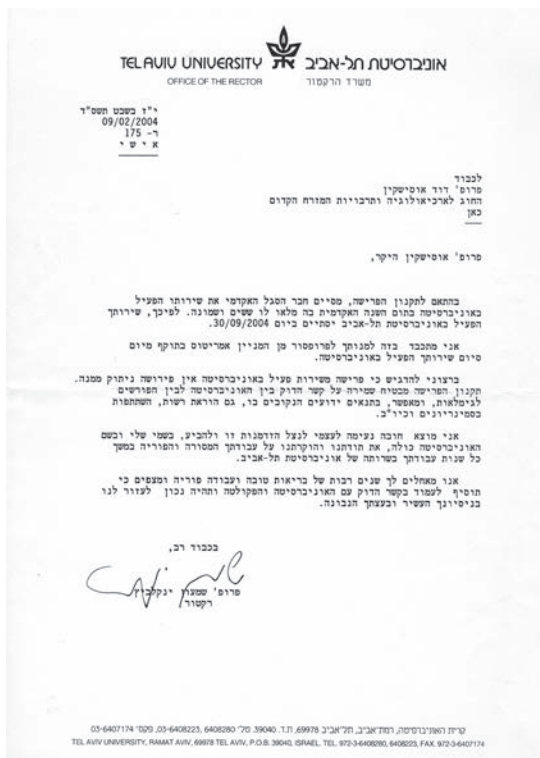 TEL AVIV UNIVERSITY אוניברסיטת תל-אביב
OFFICE OF THE RECTOR משרד הרקטור
י"ז בשבט תשס"ד
09/02/2004
ר- 175
א י ש י
לכבוד
פרופ' דוד אוסישקין
החוג לארכיאולוגיה ותרבויות המזרח הקדום
כאן
פרופ' אוסישקין היקר,
בהתאם לתקנון הפרישה, מסיים חבר הסגל האקדמי את שירותו הפעיל
באוניברסיטה בתום השנה האקדמית בה מלאו לו ששים ושמונה. לפיכך, שירותך
הפעיל באוניברסיטת תל-אביב יסתיים ביום 30/09/2004.
אני מתכבד בזה למנותך לפרופסור מן המניין אמריטוס בתוקף מיום
סיום שירותך הפעיל באוניברסיטה.
ברצוני להדגיש כי פרישה משירות פעיל באוניברסיטה אין פירושה ניתוק ממנה.
תקנון הפרישה מבטיח שמירה על קשר הדוק בין האוניברסיטה לבין הפורשים
לגימלאות, ומאפשר, בתנאים ידועים הנקובים בו, גם הוראת רשות, השתתפות
בסמינריונים וכיו"ב.
אני מוצא חובה נעימה לעצמי לנצל הזדמנות זו ולהביע, בשמי שלי ובשם
האוניברסיטה כולה, את תודתנו והוקרתנו על עבודתך המסורה והפוריה במשך
כל שנות עבודתך בשרותה של אוניברסיטת תל-אביב.
אנו מאחלים לך שנים רבות של בריאות טובה ועבודה פוריה ומצפים כי
תוסיף לעמוד בקשר הדוק עם האוניברסיטה והפקולטה ותהיה נכון לעזור לנו
בניסיונך העשיר ובעצתך הנבונה.
בכבוד רב,
פרופ' שמעון ינקלביץ
רקטור
קרית האוניברסיטה, רמת-אביב, תל-אביב 69978, ת.ד. 39040. טל' 03-6408223, 6408280, פקס' 03-6407174
TEL AVIV UNIVERSITY, RAMAT AVIV, 69978 TEL AVIV, P.O.B. 39040, ISRAEL. TEL. 972-3-6408280, 6408223, FAX. 972-3-6407174